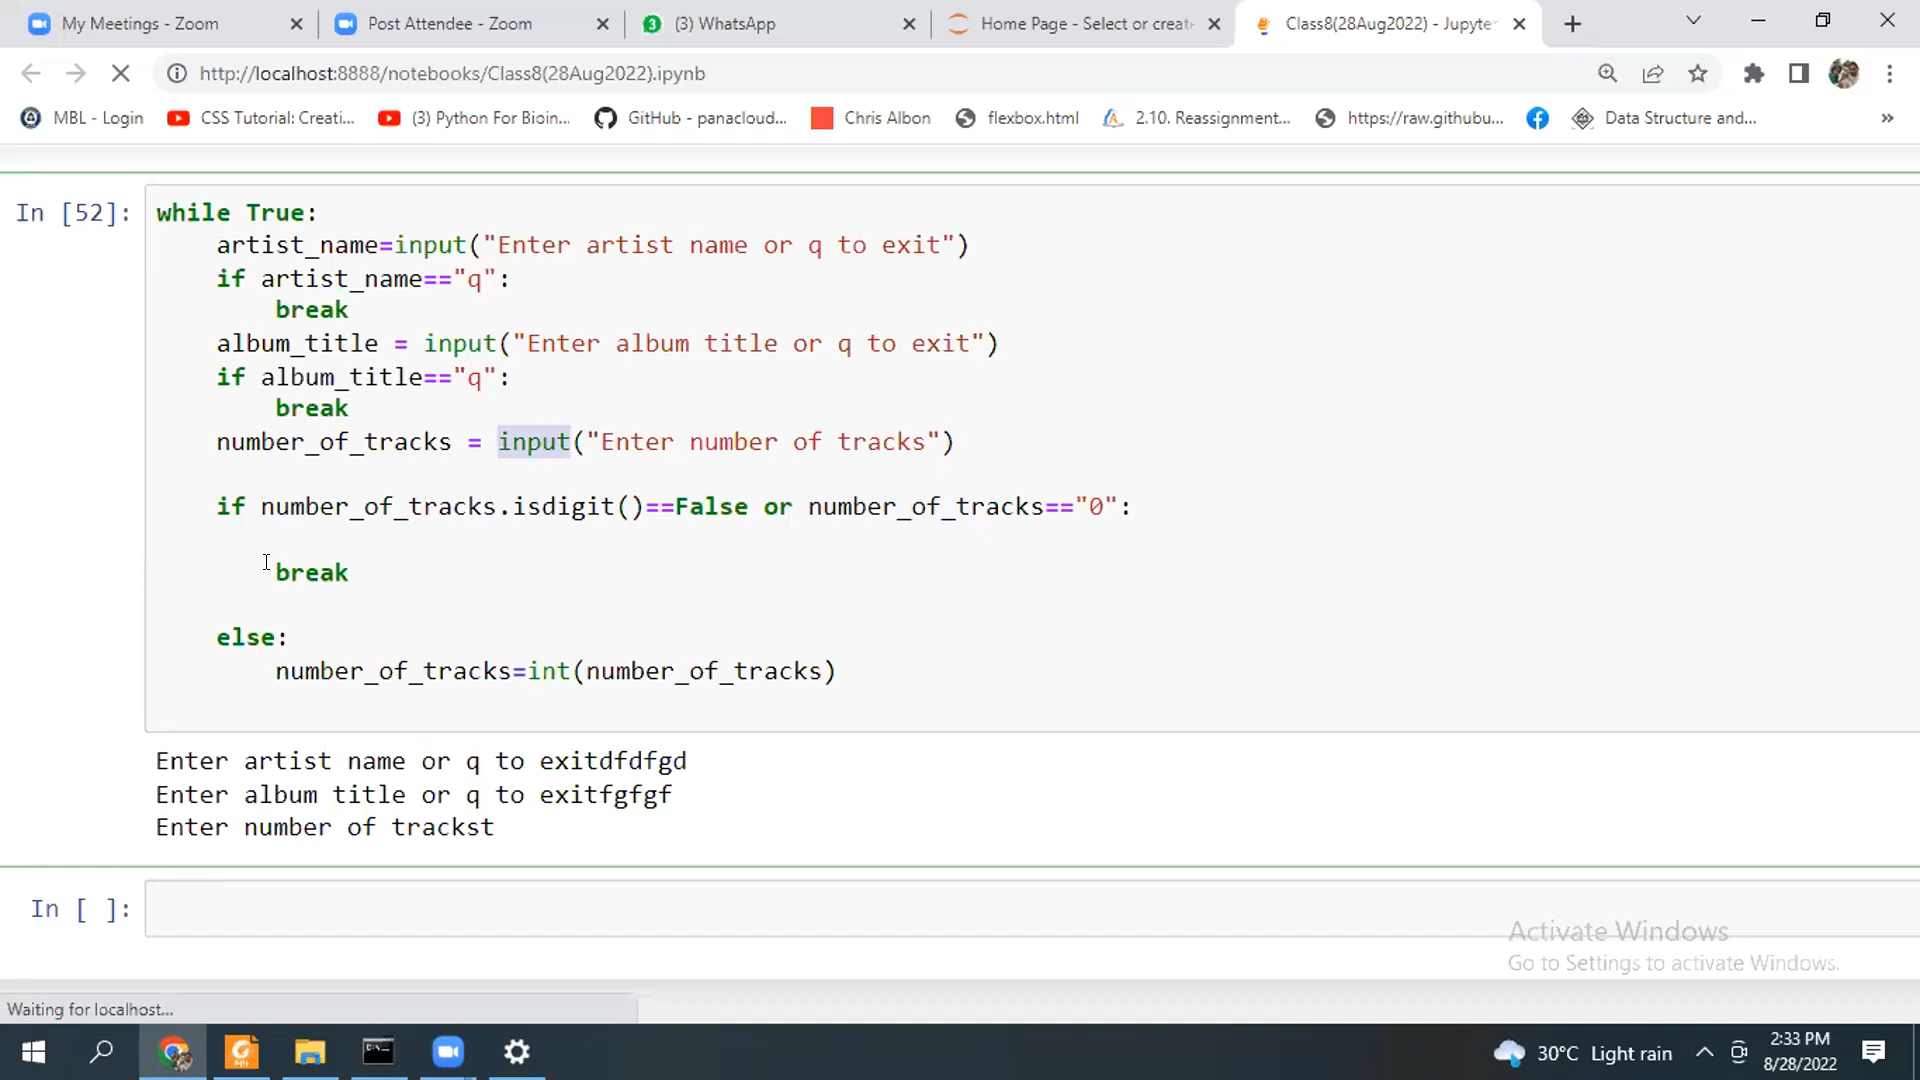 My Meetings - Zoom
Post Attendee - Zoom
(3) WhatsApp
Home Page - Select or creat
Class8(28Aug2022) - Jupyte
http://localhost:8888/notebooks/Class8(28Aug2022).ipynb
MBL - Login
CSS Tutorial: Creati...
(3) Python For Bioin...
GitHub - panacloud...
Chris Albon
flexbox.html
2.10. Reassignment...
https://raw.githubu...
Data Structure and...
»
In [52]:
while True:
artist_name=input("Enter artist name or q to exit")
if artist_name=="q":
break
album_title = input("Enter album title or q to exit")
if album_title=="q":
break
number_of_tracks = input("Enter number of tracks")
if number_of_tracks.isdigit()==False or number_of_tracks=="0":
break
else:
number_of_tracks=int(number_of_tracks)
Enter artist name or q to exitdfdfgd
Enter album title or q to exitfgfgf
Enter number of trackst
In [ ]:
Activate Windows
Go to Settings to activate Windows.
Waiting for localhost...
30°C Light rain
2:33 PM
8/28/2022